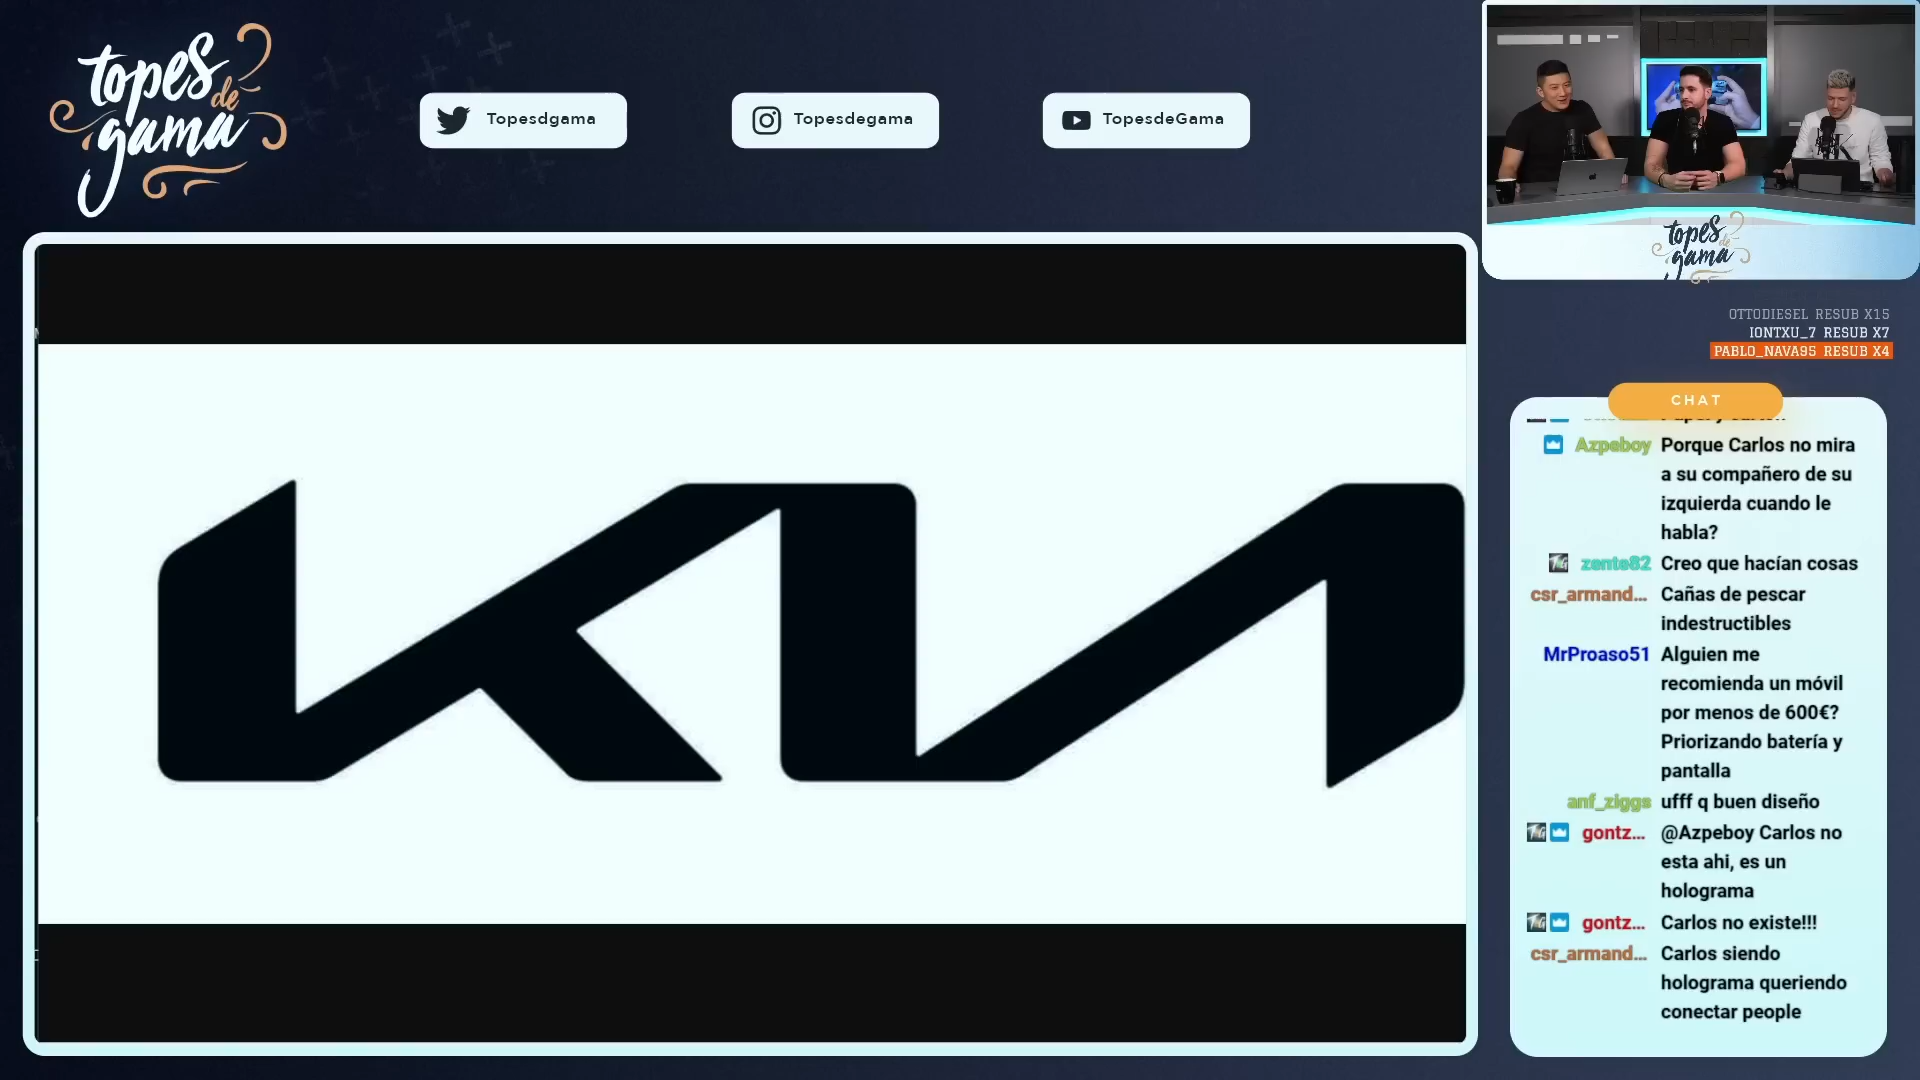 topes
de
gama
Topesdgama
Topesdegama
TopesdeGama
topes
de
gama
OTTODIESEL RESUB X15
IONTXU_7 RESUB X7
PABLO_NAVA95 RESUB X4
KIA
CHAT
Azpeboy Porque Carlos no mira
a su compañero de su
izquierda cuando le
habla?
zente82 Creo que hacían cosas
csr_armand... Cañas de pescar
indestructibles
MrProaso51 Alguien me
recomienda un móvil
por menos de 600€?
Priorizando batería y
pantalla
anf_ziggs ufff q buen diseño
gontz... @Azpeboy Carlos no
esta ahi, es un
holograma
gontz... Carlos no existe!!!
csr_armand... Carlos siendo
holograma queriendo
conectar people